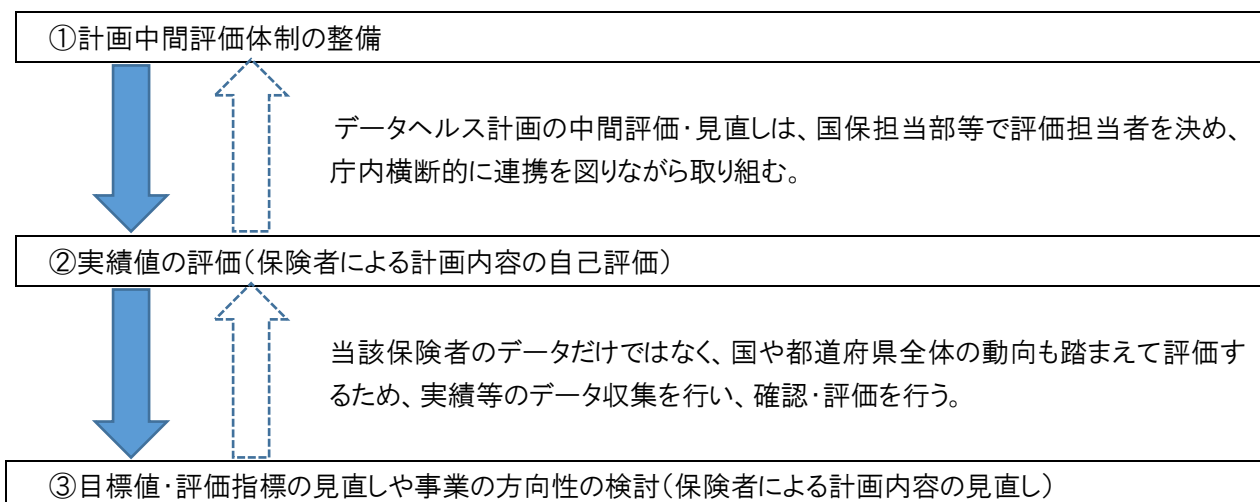 ①計画中間評価体制の整備
データヘルス計画の中間評価・見直しは、国保担当部等で評価担当者を決め、
庁内横断的に連携を図りながら取り組む。
②実績値の評価（保険者による計画内容の自己評価）
当該保険者のデータだけではなく、国や都道府県全体の動向も踏まえて評価す
るため、実績等のデータ収集を行い、確認・評価を行う。
③目標値・評価指標の見直しや事業の方向性の検討（保険者による計画内容の見直し）